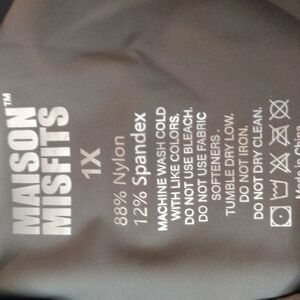 MAISON™
MISFITS
1X
88% Nylon
12% Spandex
MACHINE WASH COLD
WITH LIKE COLORS.
DO NOT USE BLEACH.
DO NOT USE FABRIC
SOFTENERS.
TUMBLE DRY LOW.
DO NOT IRON.
DO NOT DRY CLEAN.
Made In China